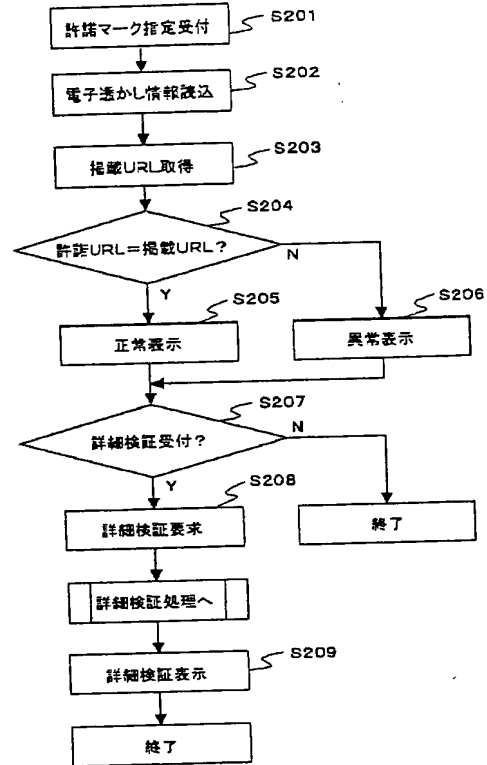 許諾マーク指定受付
S201
電子透かし情報読込
S202
掲載URL取得
S203
許諾URL=掲載URL?
S204
N
Y
正常表示
S205
異常表示
S206
詳細検証受付?
S207
N
Y
詳細検証要求
S208
終了
詳細検証処理へ
詳細検証表示
S209
終了